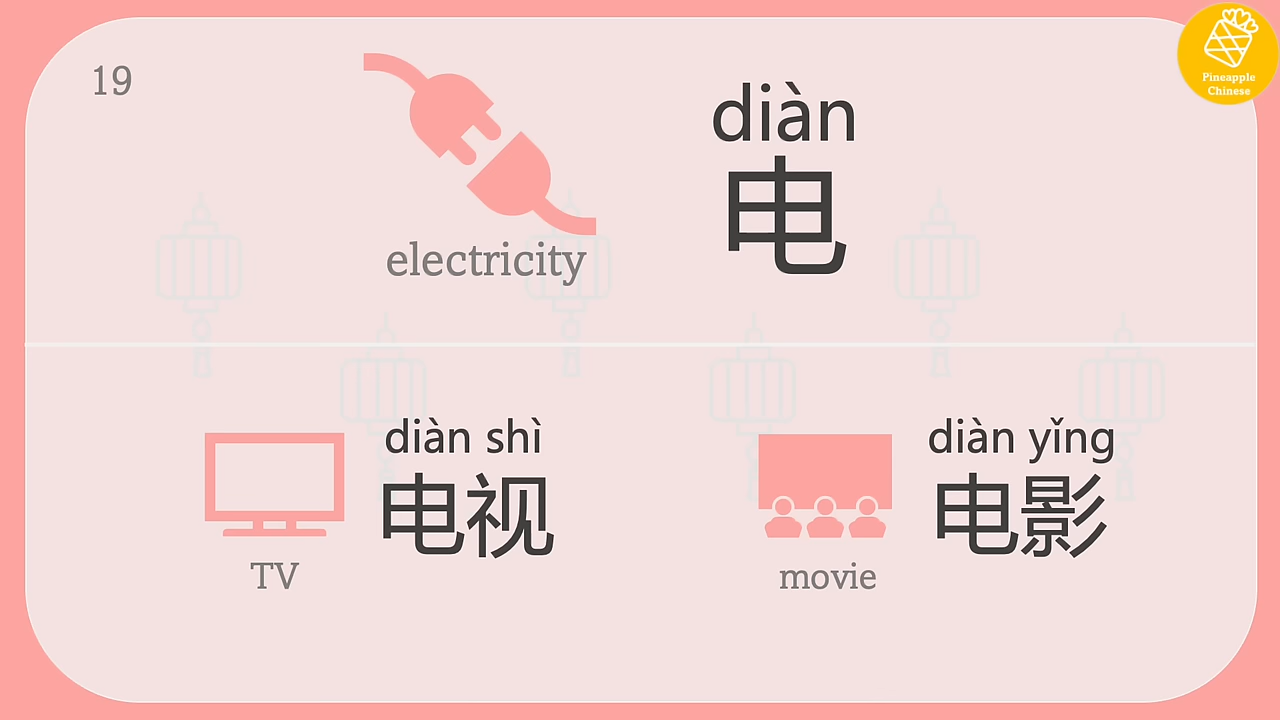 19
Pineapple
Chinese
diàn
电
electricity
diàn shì
电视
TV
diàn yǐng
电影
movie